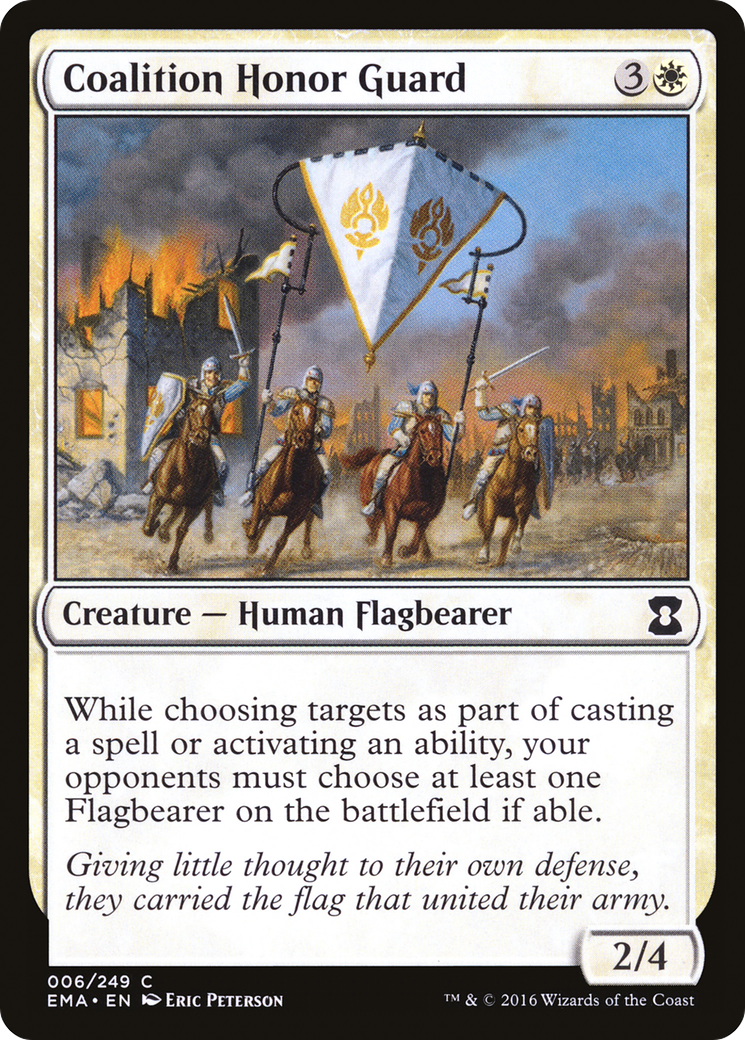 Coalition Honor Guard 3
Creature — Human Flagbearer
While choosing targets as part of casting
a spell or activating an ability, your
opponents must choose at least one
Flagbearer on the battlefield if able.
Giving little thought to their own defense,
they carried the flag that united their army.
2/4
006/249 C
EMA • EN Eric Peterson
™ & © 2016 Wizards of the Coast